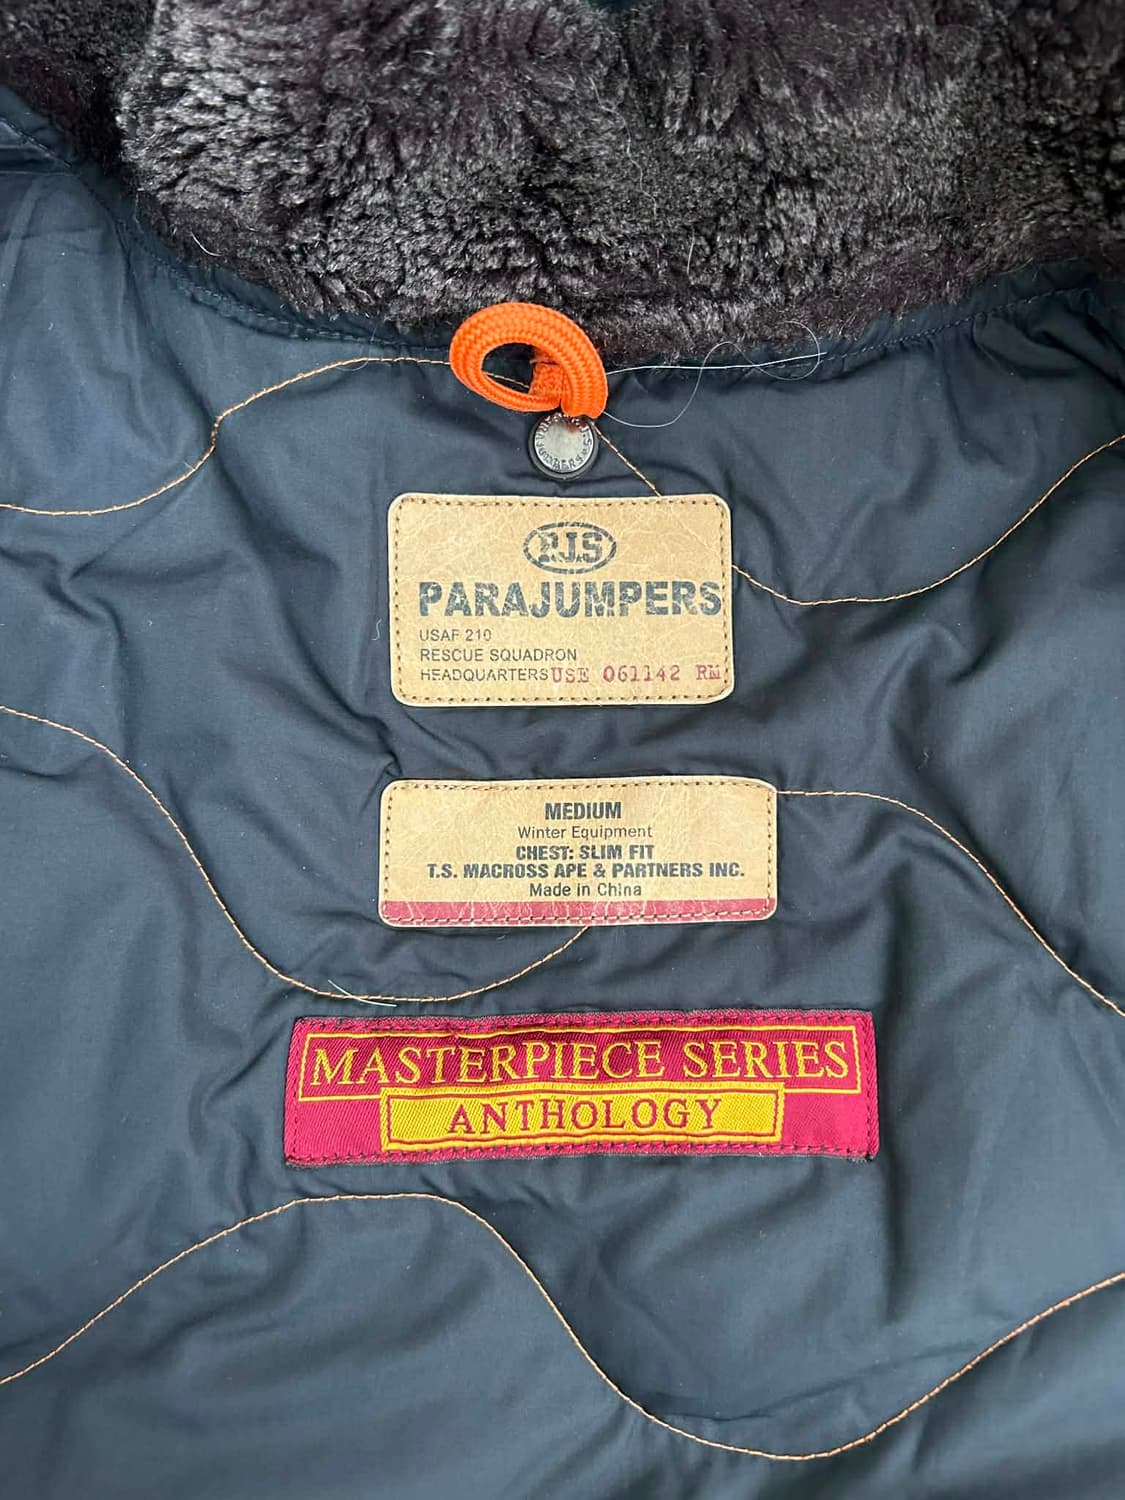 PARAJUMPERS
P.J.S
PARAJUMPERS
USAF 210
RESCUE SQUADRON
HEADQUARTERS USE 061142 RM
MEDIUM
Winter Equipment
CHEST: SLIM FIT
T.S. MACROSS APE & PARTNERS INC.
Made in China
MASTERPIECE SERIES
ANTHOLOGY